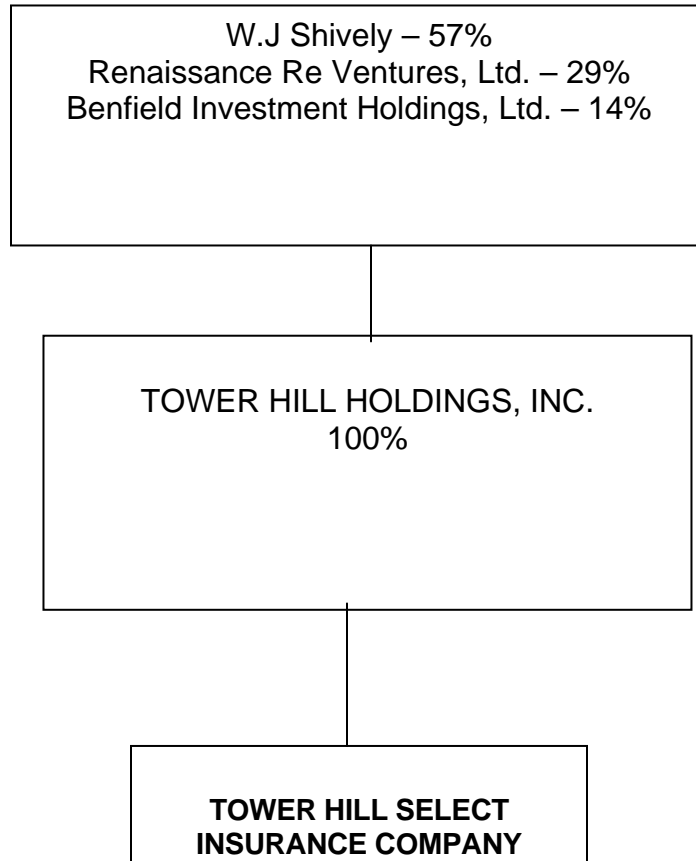 W.J Shively – 57%
Renaissance Re Ventures, Ltd. – 29%
Benfield Investment Holdings, Ltd. – 14%
TOWER HILL HOLDINGS, INC.
100%
TOWER HILL SELECT
INSURANCE COMPANY